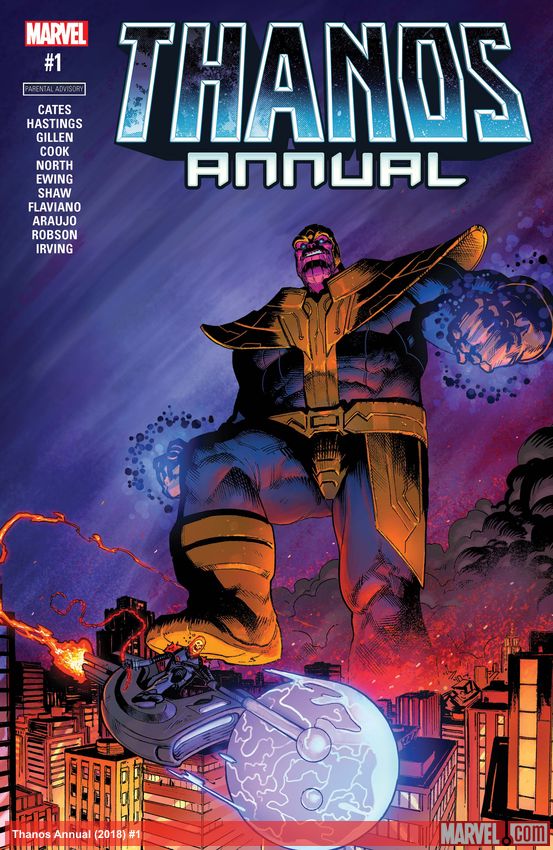 MARVEL
#1
PARENTAL ADVISORY
CATES
HASTINGS
GILLEN
COOK
NORTH
EWING
SHAW
FLAVIANO
ARAUJO
ROBSON
IRVING
THANOS
ANNUAL
Thanos Annual (2018) #1
MARVEL.com